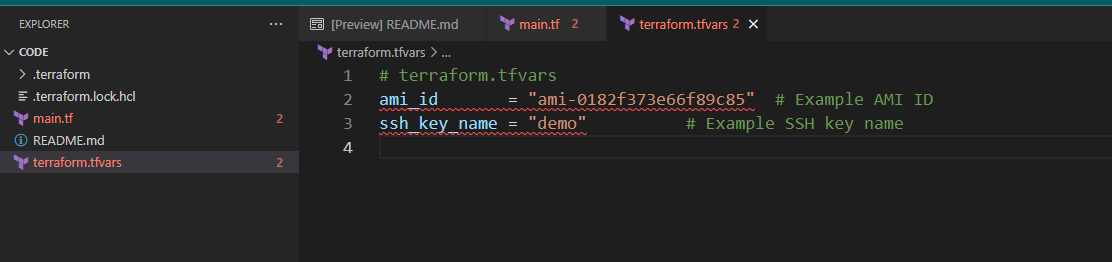 EXPLORER ...
CODE
.terraform
.terraform.lock.hcl
main.tf 2
README.md
terraform.tfvars 2
[Preview] README.md main.tf 2 terraform.tfvars 2
terraform.tfvars > ...
1 # terraform.tfvars
2 ami_id = "ami-0182f373e66f89c85" # Example AMI ID
3 ssh_key_name = "demo" # Example SSH key name
4